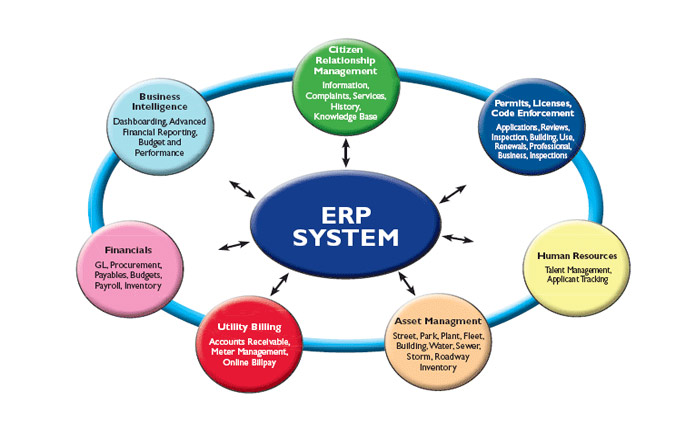 Citizen
Relationship
Management
Information,
Complaints, Services,
History,
Knowledge Base
Business
Intelligence
Dashboarding, Advanced
Financial Reporting,
Budget and
Performance
Permits, Licenses,
Code Enforcement
Applications, Reviews,
Inspection, Building, Use,
Renewals, Professional,
Business, Inspections
ERP
SYSTEM
Financials
GL, Procurement,
Payables, Budgets,
Payroll, Inventory
Human Resources
Talent Management,
Applicant Tracking
Utility Billing
Accounts Receivable,
Meter Management,
Online Billpay
Asset Managment
Street, Park, Plant, Fleet,
Building, Water, Sewer,
Storm, Roadway
Inventory